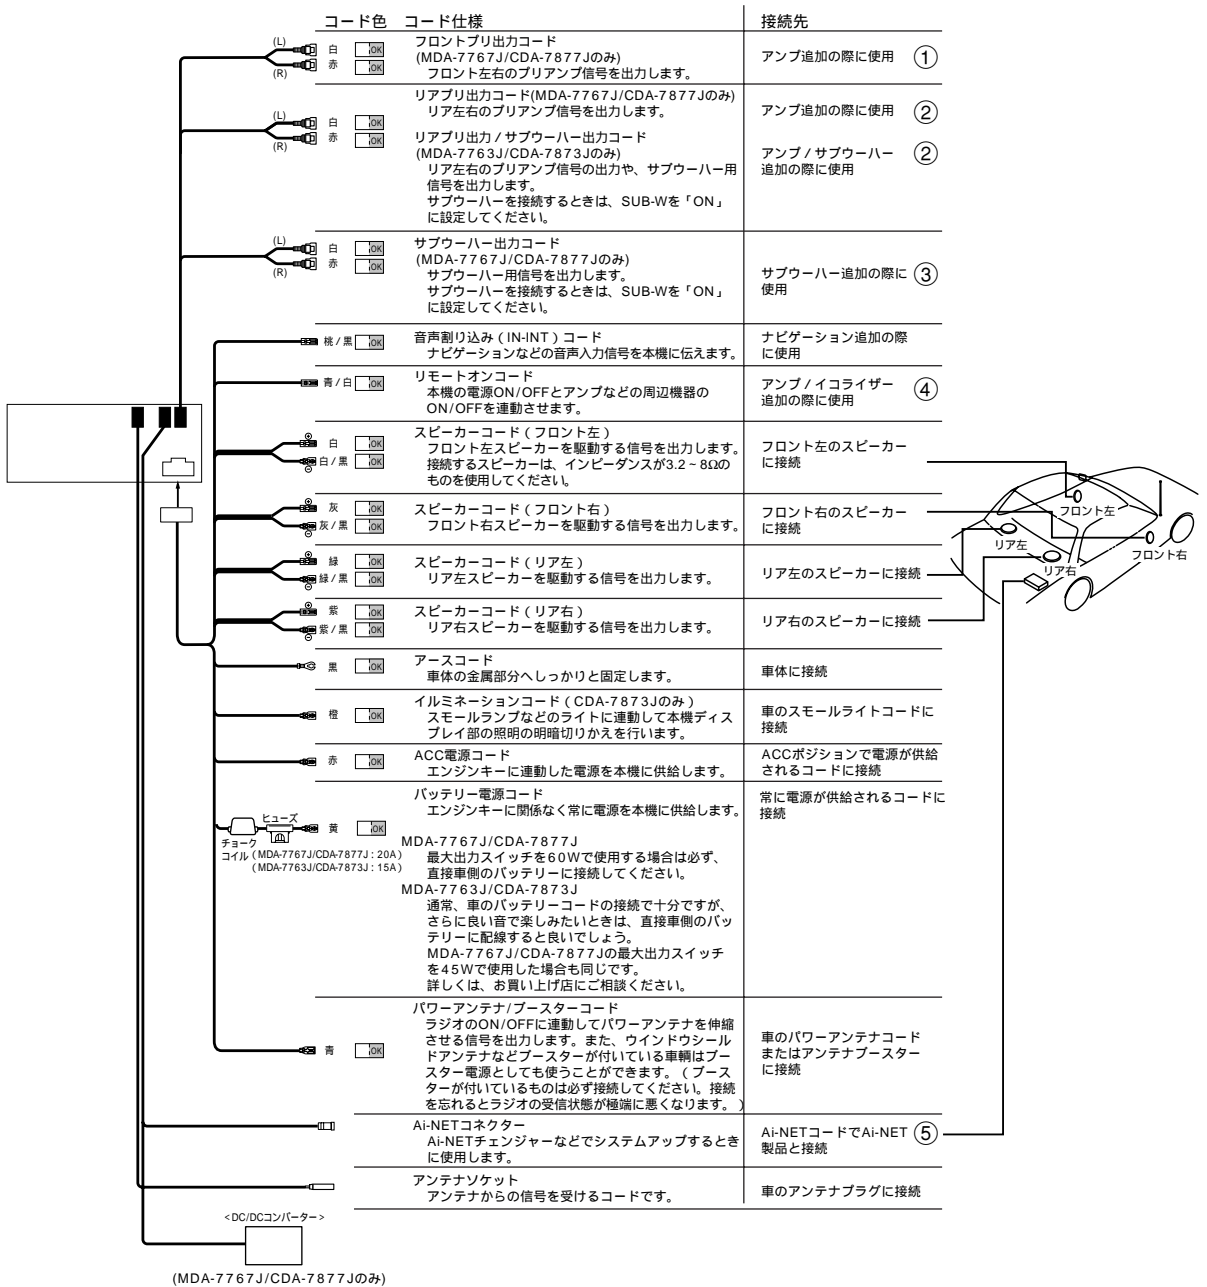 コード色 コード仕様 接続先
(L) 白 OK
(R) 赤 OK
フロントプリ出力コード
(MDA-7767J/CDA-7877Jのみ)
フロント左右のプリアンプ信号を出力します。
アンプ追加の際に使用 ①
(L) 白 OK
(R) 赤 OK
リアプリ出力コード(MDA-7767J/CDA-7877Jのみ)
リア左右のプリアンプ信号を出力します。
アンプ追加の際に使用 ②
リアプリ出力/サブウーハー出力コード
(MDA-7763J/CDA-7873Jのみ)
リア左右のプリアンプ信号の出力や、サブウーハー用
信号を出力します。
サブウーハーを接続するときは、SUB-Wを「ON」
に設定してください。
アンプ/サブウーハー ②
追加の際に使用
(L) 白 OK
(R) 赤 OK
サブウーハー出力コード
(MDA-7767J/CDA-7877Jのみ)
サブウーハー用信号を出力します。
サブウーハーを接続するときは、SUB-Wを「ON」
に設定してください。
サブウーハー追加の際に ③
使用
桃/黒 OK
音声割り込み(IN-INT)コード
ナビゲーションなどの音声入力信号を本機に伝えます。
ナビゲーション追加の際
に使用
青/白 OK
リモートオンコード
本機の電源ON/OFFとアンプなどの周辺機器の
ON/OFFを連動させます。
アンプ/イコライザー ④
追加の際に使用
⊕ 白 OK
⊖ 白/黒 OK
スピーカーコード(フロント左)
フロント左スピーカーを駆動する信号を出力します。
接続するスピーカーは、インピーダンスが3.2~8Ωの
ものを使用してください。
フロント左のスピーカー
に接続
⊕ 灰 OK
⊖ 灰/黒 OK
スピーカーコード(フロント右)
フロント右スピーカーを駆動する信号を出力します。
フロント右のスピーカー
に接続
⊕ 緑 OK
⊖ 緑/黒 OK
スピーカーコード(リア左)
リア左スピーカーを駆動する信号を出力します。
リア左のスピーカーに接続
⊕ 紫 OK
⊖ 紫/黒 OK
スピーカーコード(リア右)
リア右スピーカーを駆動する信号を出力します。
リア右のスピーカーに接続
フロント左
フロント右
リア左
リア右
黒 OK
アースコード
車体の金属部分へしっかりと固定します。
車体に接続
橙 OK
イルミネーションコード(CDA-7873Jのみ)
スモールランプなどのライトに連動して本機ディス
プレイ部の照明の明暗切りかえを行います。
車のスモールライトコードに
接続
赤 OK
ACC電源コード
エンジンキーに連動した電源を本機に供給します。
ACCポジションで電源が供給
されるコードに接続
ヒューズ 黄 OK
チョーク
コイル
(MDA-7767J/CDA-7877J:20A)
(MDA-7763J/CDA-7873J:15A)
バッテリー電源コード
エンジンキーに関係なく常に電源を本機に供給します。
常に電源が供給されるコードに
接続
MDA-7767J/CDA-7877J
最大出力スイッチを60Wで使用する場合は必ず、
直接車側のバッテリーに接続してください。
MDA-7763J/CDA-7873J
通常、車のバッテリーコードの接続で十分ですが、
さらに良い音で楽しみたいときは、直接車側のバッ
テリーに配線すると良いでしょう。
MDA-7767J/CDA-7877Jの最大出力スイッチ
を45Wで使用した場合も同じです。
詳しくは、お買い上げ店にご相談ください。
青 OK
パワーアンテナ/ブースターコード
ラジオのON/OFFに連動してパワーアンテナを伸縮
させる信号を出力します。また、ウインドウシール
ドアンテナなどブースターが付いている車輌はブー
スター電源としても使うことができます。(ブース
ターが付いているものは必ず接続してください。接続
を忘れるとラジオの受信状態が極端に悪くなります。)
車のパワーアンテナコード
またはアンテナブースター
に接続
Ai-NETコネクター
Ai-NETチェンジャーなどでシステムアップするとき
に使用します。
Ai-NETコードでAi-NET ⑤
製品と接続
アンテナソケット
アンテナからの信号を受けるコードです。
車のアンテナプラグに接続
<DC/DCコンバーター>
(MDA-7767J/CDA-7877Jのみ)